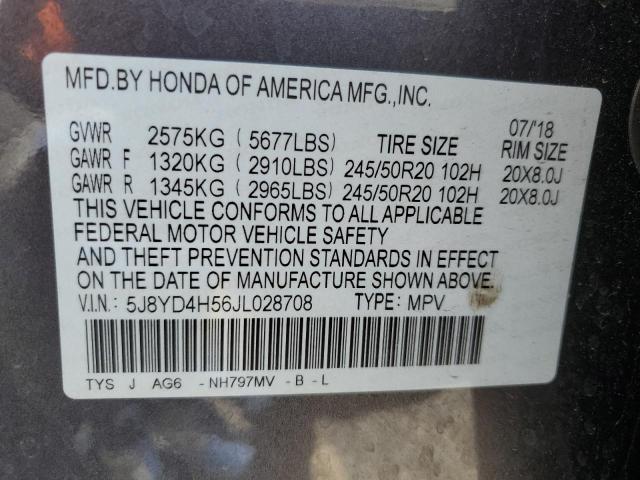 MFD.BY HONDA OF AMERICA MFG.,INC.
07/'18
GVWR 2575KG ( 5677LBS) TIRE SIZE RIM SIZE
GAWR F 1320KG ( 2910LBS) 245/50R20 102H 20X8.0J
GAWR R 1345KG ( 2965LBS) 245/50R20 102H 20X8.0J
THIS VEHICLE CONFORMS TO ALL APPLICABLE
FEDERAL MOTOR VEHICLE SAFETY
AND THEFT PREVENTION STANDARDS IN EFFECT
ON THE DATE OF MANUFACTURE SHOWN ABOVE.
V.I.N.: 5J8YD4H56JL028708 TYPE: MPV
TYS J AG6 -NH797MV -B -L